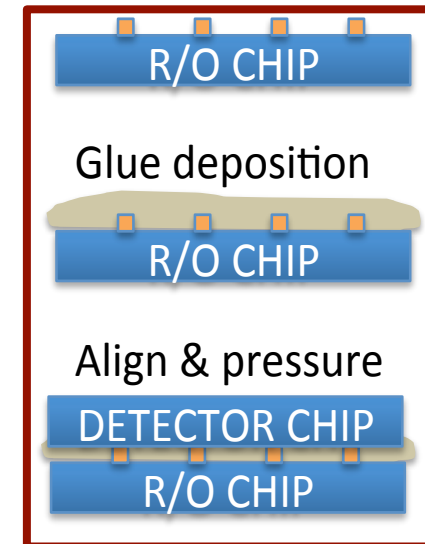 R/O CHIP
Glue deposition
R/O CHIP
Align & pressure
DETECTOR CHIP
R/O CHIP